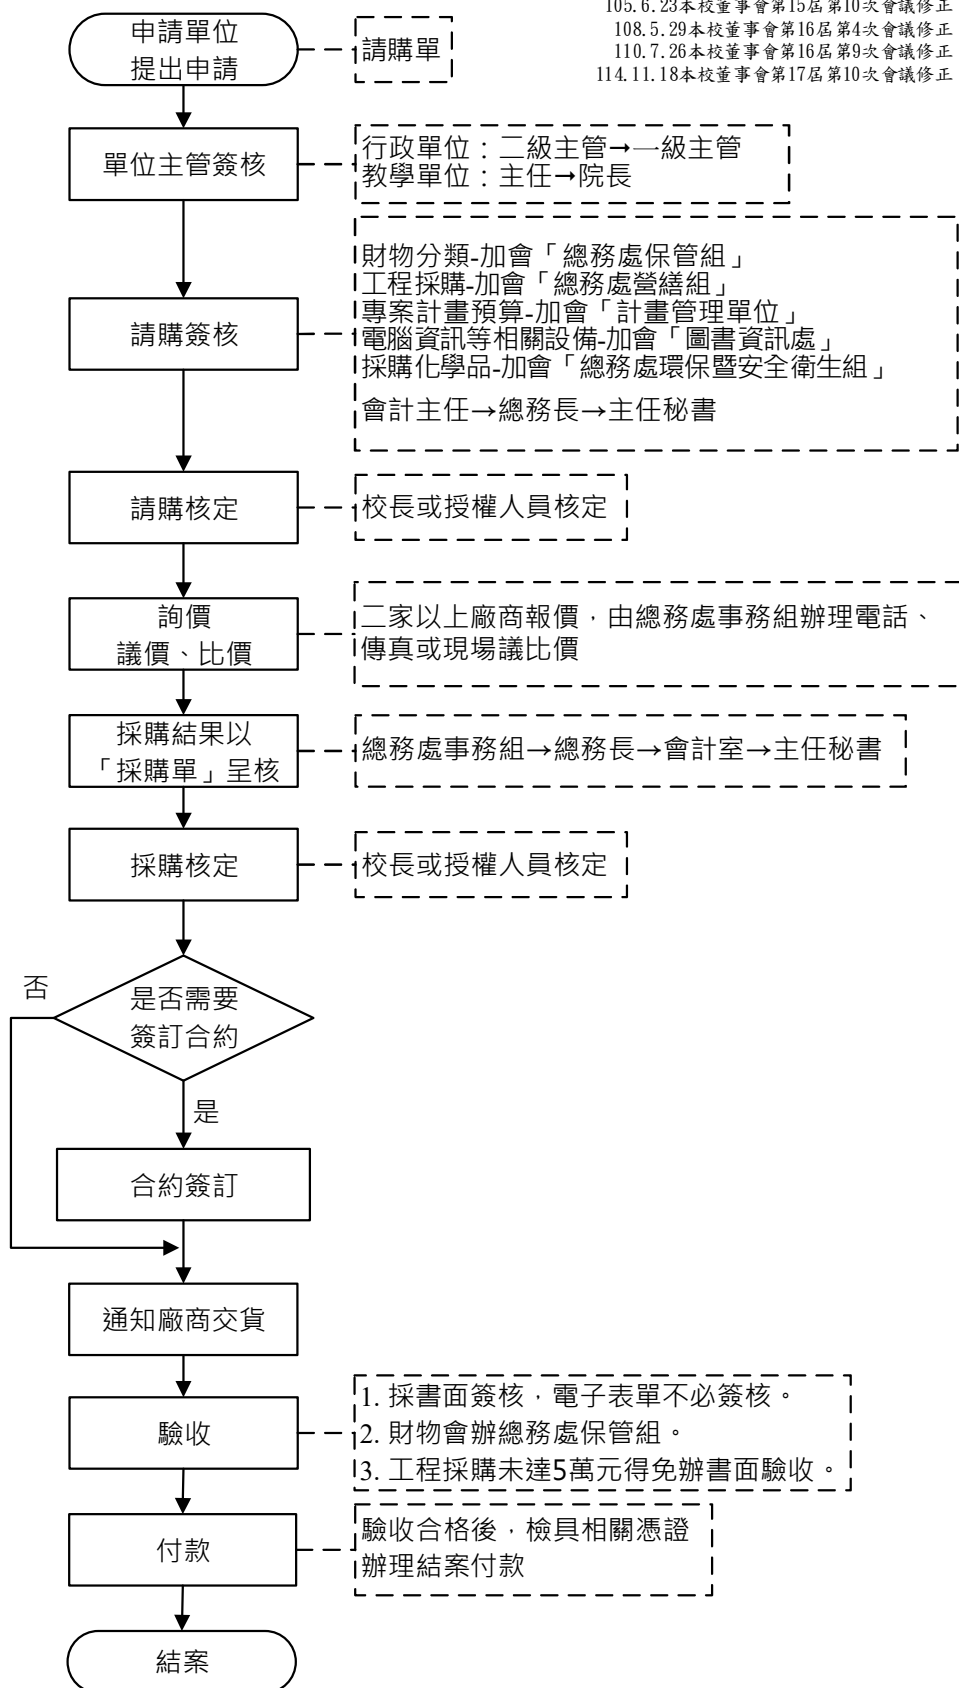 105.6.23本校董事會第15屆第10次會議修正
108.5.29本校董事會第16屆第4次會議修正
110.7.26本校董事會第16屆第9次會議修正
114.11.18本校董事會第17屆第10次會議修正
申請單位
提出申請
請購單
單位主管簽核
行政單位：二級主管→一級主管
教學單位：主任→院長
請購簽核
財物分類-加會「總務處保管組」
工程採購-加會「總務處營繕組」
專案計畫預算-加會「計畫管理單位」
電腦資訊等相關設備-加會「圖書資訊處」
採購化學品-加會「總務處環保暨安全衛生組」
會計主任→總務長→主任秘書
請購核定
校長或授權人員核定
詢價
議價、比價
二家以上廠商報價，由總務處事務組辦理電話、
傳真或現場議比價
採購結果以
「採購單」呈核
總務處事務組→總務長→會計室→主任秘書
採購核定
校長或授權人員核定
否
是否需要
簽訂合約
是
合約簽訂
通知廠商交貨
驗收
1. 採書面簽核，電子表單不必簽核。
2. 財物會辦總務處保管組。
3. 工程採購未達5萬元得免辦書面驗收。
付款
驗收合格後，檢具相關憑證
辦理結案付款
結案